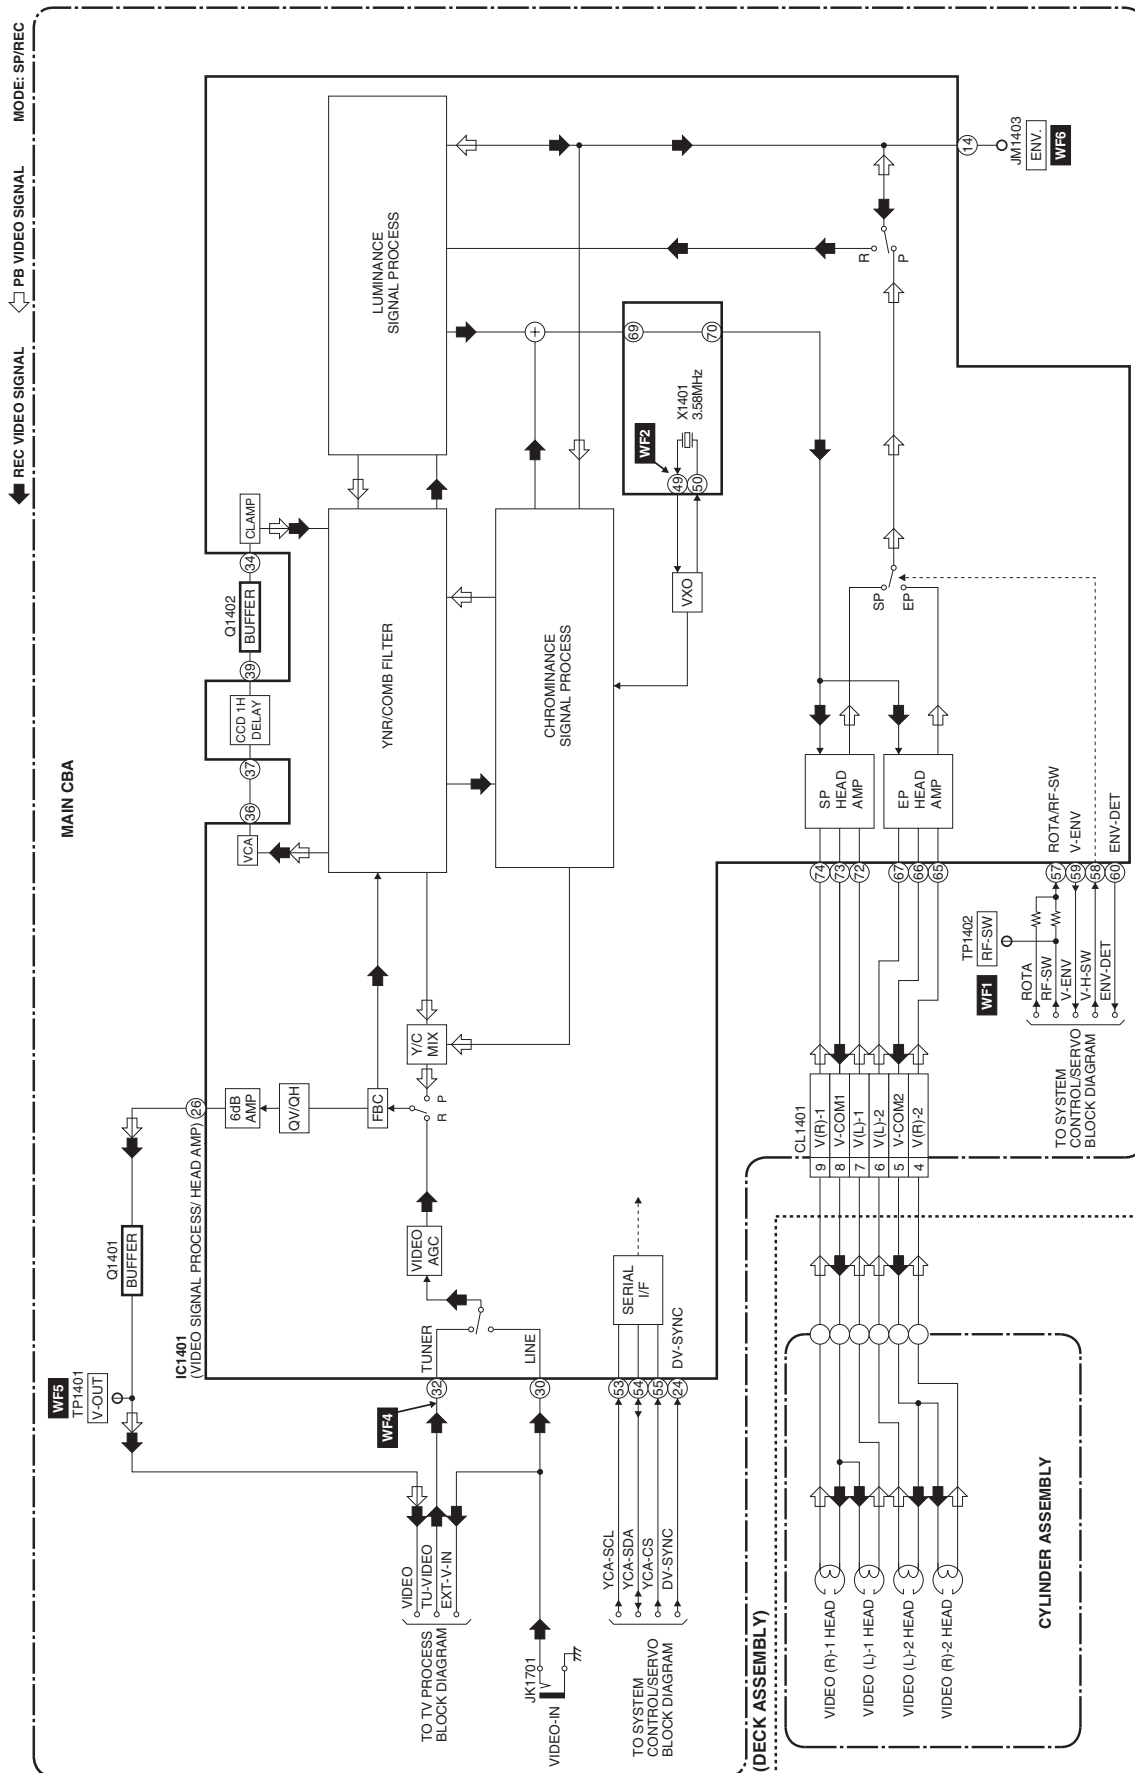 REC VIDEO SIGNAL
PB VIDEO SIGNAL
MODE: SP/REC
MAIN CBA
LUMINANCE
SIGNAL PROCESS
14
JM1403
ENV.
WF6
R
P
69
70
WF2
X1401
3.58MHz
49
50
VXO
CLAMP
34
Q1402
BUFFER
39
CCD 1H
DELAY
37
36
VCA
YNR/COMB FILTER
CHROMINANCE
SIGNAL PROCESS
SP
EP
SP
HEAD
AMP
EP
HEAD
AMP
74
73
72
67
66
65
57
59
58
60
ROTA/RF-SW
V-ENV
ENV-DET
TP1402
RF-SW
WF1
ROTA
RF-SW
V-ENV
V-H-SW
ENV-DET
TO SYSTEM
CONTROL/SERVO
BLOCK DIAGRAM
Y/C
MIX
P
R
FBC
QV/QH
6dB
AMP
26
IC1401
(VIDEO SIGNAL PROCESS/ HEAD AMP)
Q1401
BUFFER
WF5
TP1401
V-OUT
VIDEO
AGC
TUNER
LINE
32
30
WF4
SERIAL
I/F
DV-SYNC
53
54
55
24
YCA-SCL
YCA-SDA
YCA-CS
DV-SYNC
TO SYSTEM
CONTROL/SERVO
BLOCK DIAGRAM
VIDEO
TU-VIDEO
EXT-V-IN
TO TV PROCESS
BLOCK DIAGRAM
JK1701
VIDEO-IN
CL1401
9 V(R)-1
8 V-COM1
7 V(L)-1
6 V(L)-2
5 V-COM2
4 V(R)-2
(DECK ASSEMBLY)
CYLINDER ASSEMBLY
VIDEO (R)-1 HEAD
VIDEO (L)-1 HEAD
VIDEO (L)-2 HEAD
VIDEO (R)-2 HEAD